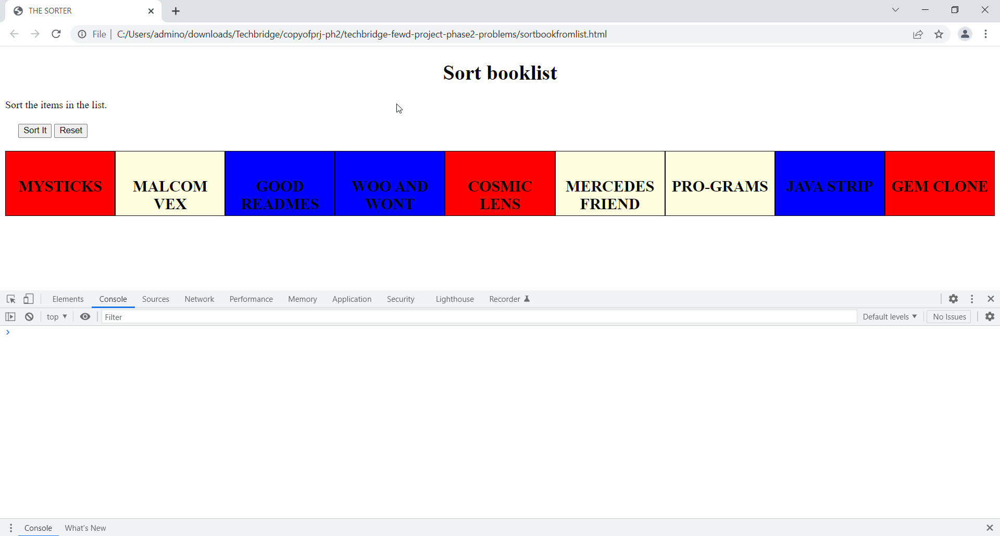 THE SORTER
File | C:/Users/admino/downloads/Techbridge/copyofprj-ph2/techbridge-fewd-project-phase2-problems/sortbookfromlist.html
Sort booklist
Sort the items in the list.
Sort It Reset
MYSTICKS
MALCOM
VEX
GOOD
READMES
WOO AND
WONT
COSMIC
LENS
MERCEDES
FRIEND
PRO-GRAMS
JAVA STRIP
GEM CLONE
Elements Console Sources Network Performance Memory Application Security Lighthouse Recorder
top Filter Default levels No Issues
Console What's New